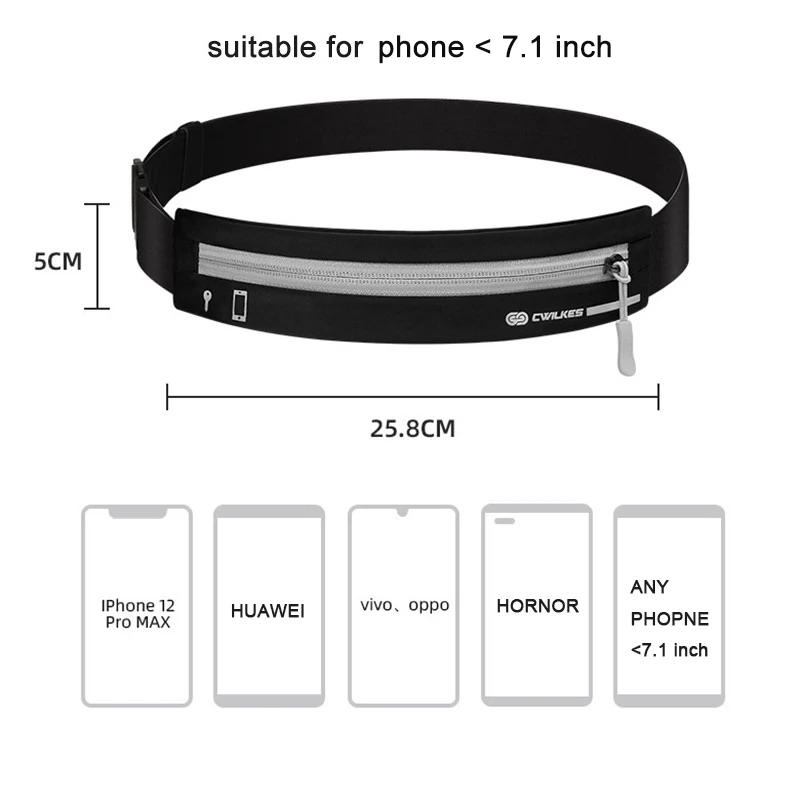 suitable for phone < 7.1 inch
5CM
CWILKES
25.8CM
IPhone 12
Pro MAX
HUAWEI
vivo、oppo
HORNOR
ANY
PHOPNE
<7.1 inch